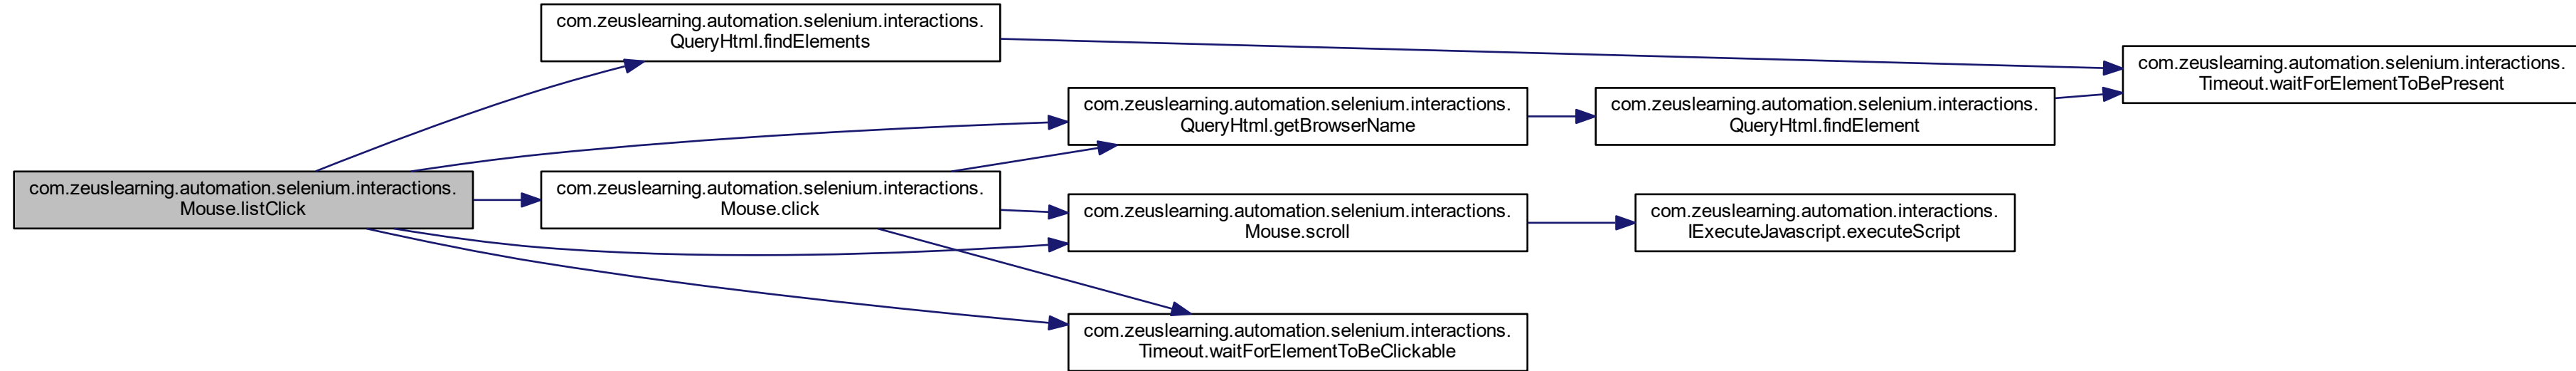 com.zeuslearning.automation.selenium.interactions.
QueryHtml.findElements
com.zeuslearning.automation.selenium.interactions.
Timeout.waitForElementToBePresent
com.zeuslearning.automation.selenium.interactions.
QueryHtml.getBrowserName
com.zeuslearning.automation.selenium.interactions.
QueryHtml.findElement
com.zeuslearning.automation.selenium.interactions.
Mouse.listClick
com.zeuslearning.automation.selenium.interactions.
Mouse.click
com.zeuslearning.automation.selenium.interactions.
Mouse.scroll
com.zeuslearning.automation.interactions.
IExecuteJavascript.executeScript
com.zeuslearning.automation.selenium.interactions.
Timeout.waitForElementToBeClickable